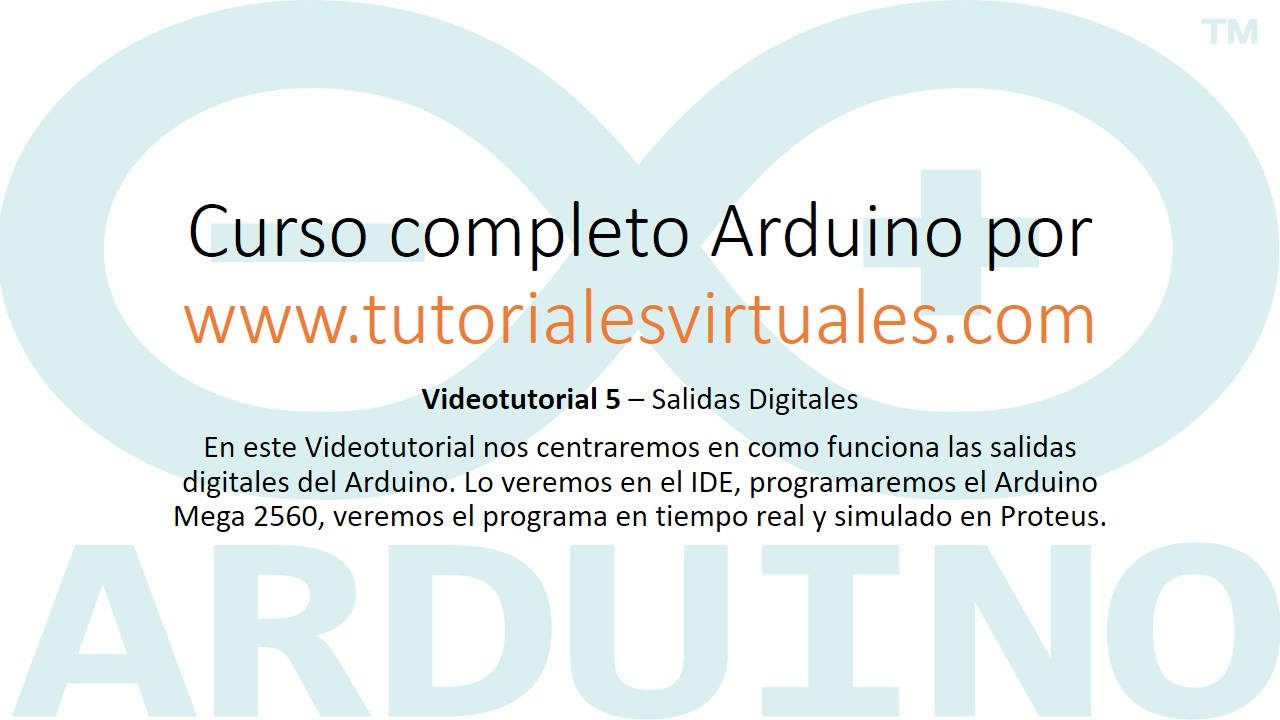 TM
Curso completo Arduino por
www.tutorialesvirtuales.com
Videotutorial 5 – Salidas Digitales
En este Videotutorial nos centraremos en como funciona las salidas
digitales del Arduino. Lo veremos en el IDE, programaremos el Arduino
Mega 2560, veremos el programa en tiempo real y simulado en Proteus.
ARDUINO